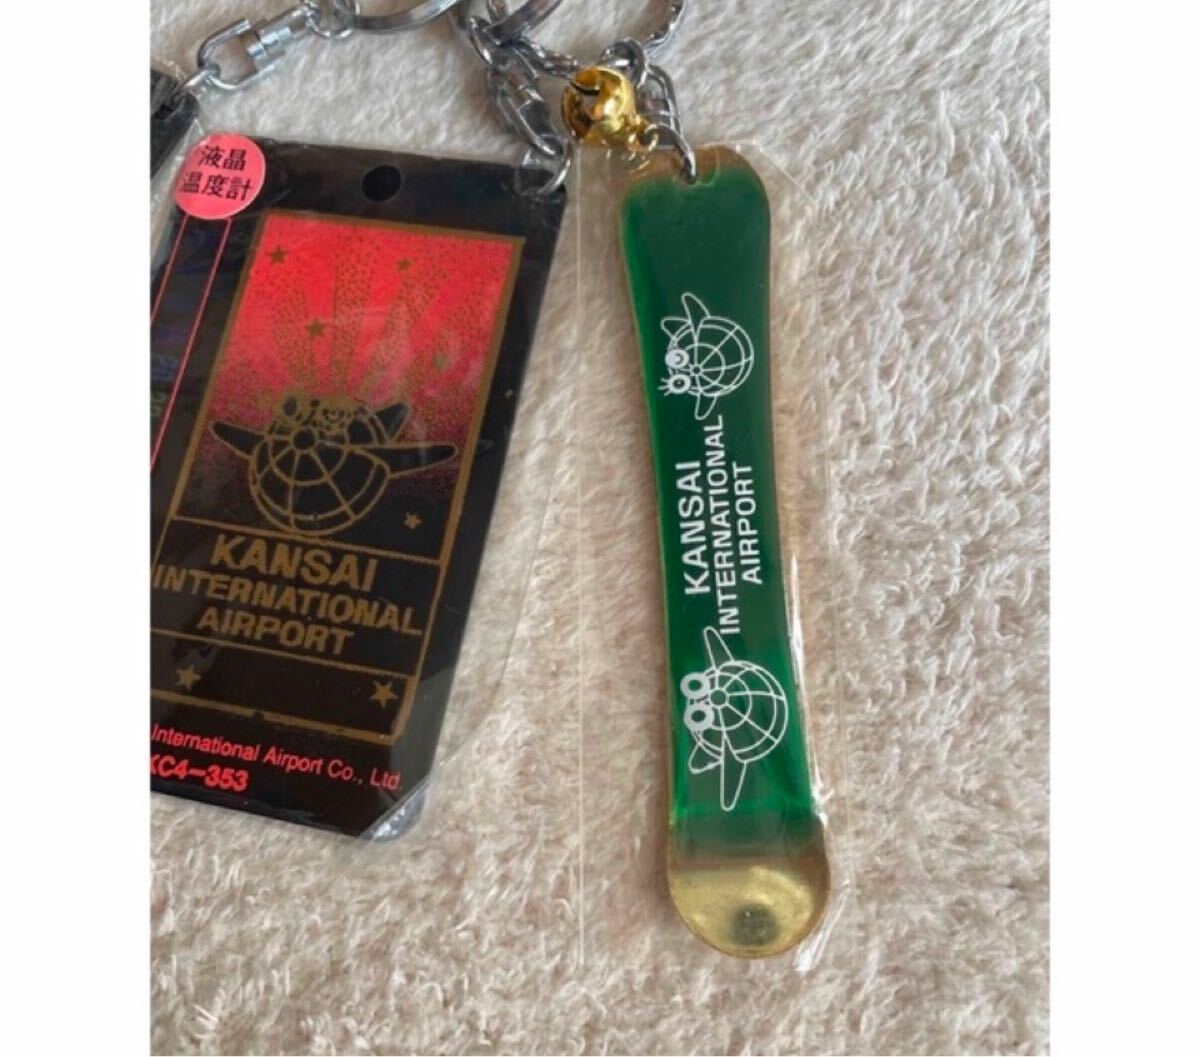 液晶
温度計
KANSAI
INTERNATIONAL
AIRPORT
International Airport Co., Ltd.
KC4-353
KANSAI
INTERNATIONAL
AIRPORT